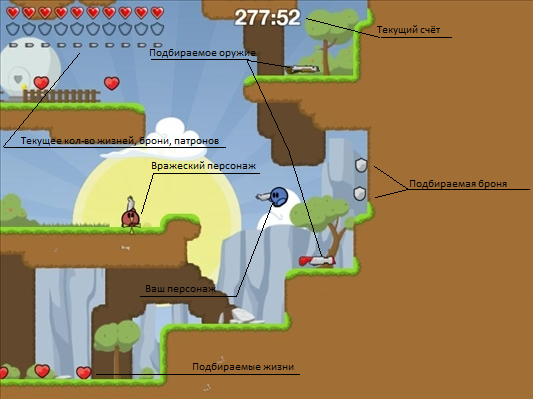 277:52
Текущий счёт
Подбираемое оружие
Текущее кол-во жизней, брони, патронов
Вражеский персонаж
Подбираемая броня
Ваш персонаж
Подбираемые жизни